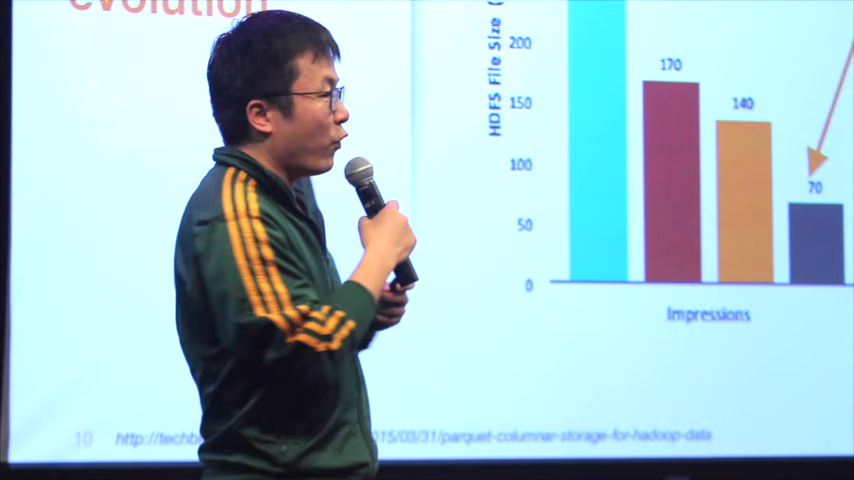 evolution
HDFS File Size (
200
150
100
50
0
170
140
70
Impressions
10
http://techb 015/03/31/parquet-columnar-storage-for-hadoop-data